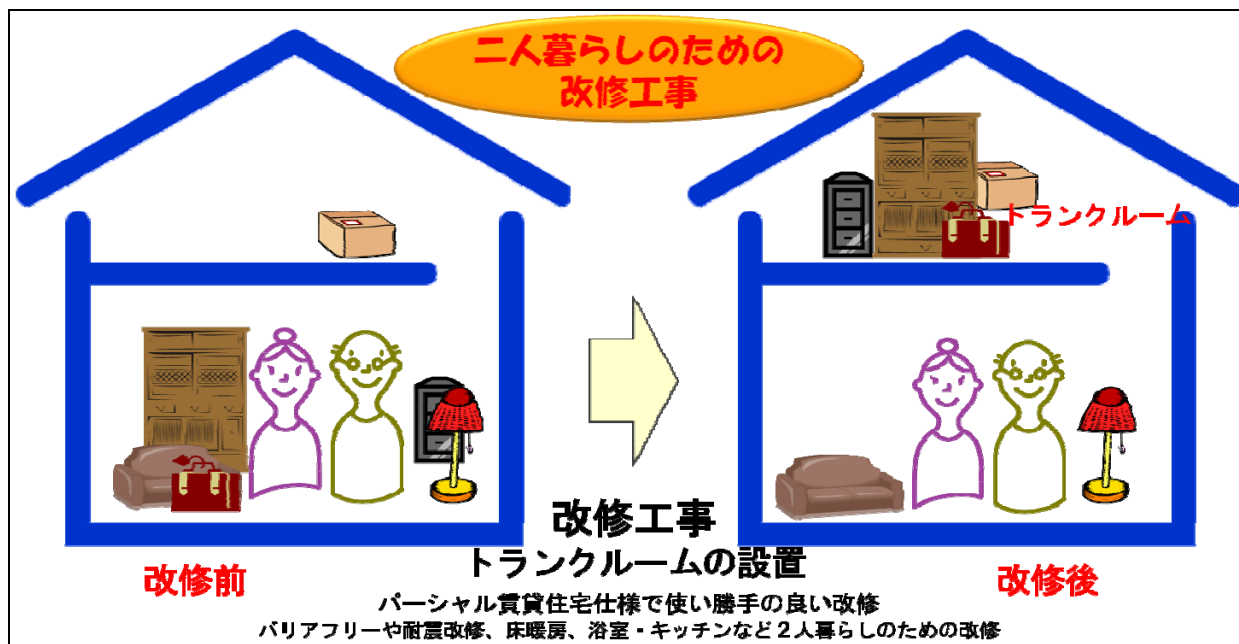 二人暮らしのための
改修工事
トランクルーム
改修工事
トランクルームの設置
改修前
改修後
パーシャル賃貸住宅仕様で使い勝手の良い改修
バリアフリーや耐震改修、床暖房、浴室・キッチンなど２人暮らしのための改修